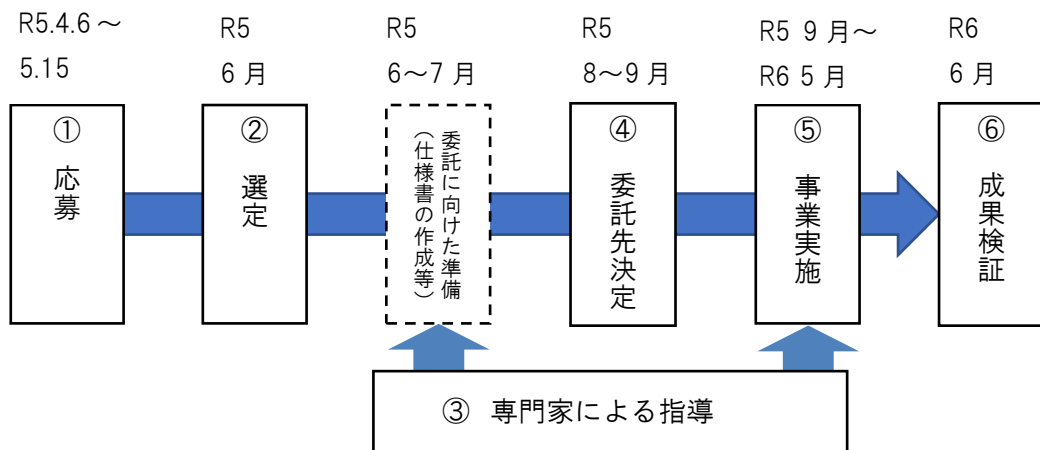 R5.4.6～
5.15
R5
6月
R5
6～7月
R5
8～9月
R5 9月～
R6 5月
R6
6月
①
応募
②
選定
委託に向けた準備
（仕様書の作成等）
④
委託先決定
⑤
事業実施
⑥
成果検証
③ 専門家による指導